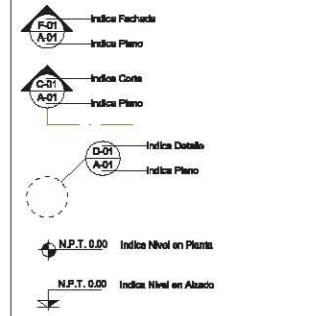 F-01 Indica Fachada
A-01 Indica Plano
C-01 Indica Corte
A-01 Indica Plano
D-01 Indica Detalle
A-01 Indica Plano
N.P.T. 0.00 Indica Nivel en Planta
N.P.T. 0.00 Indica Nivel en Alzado